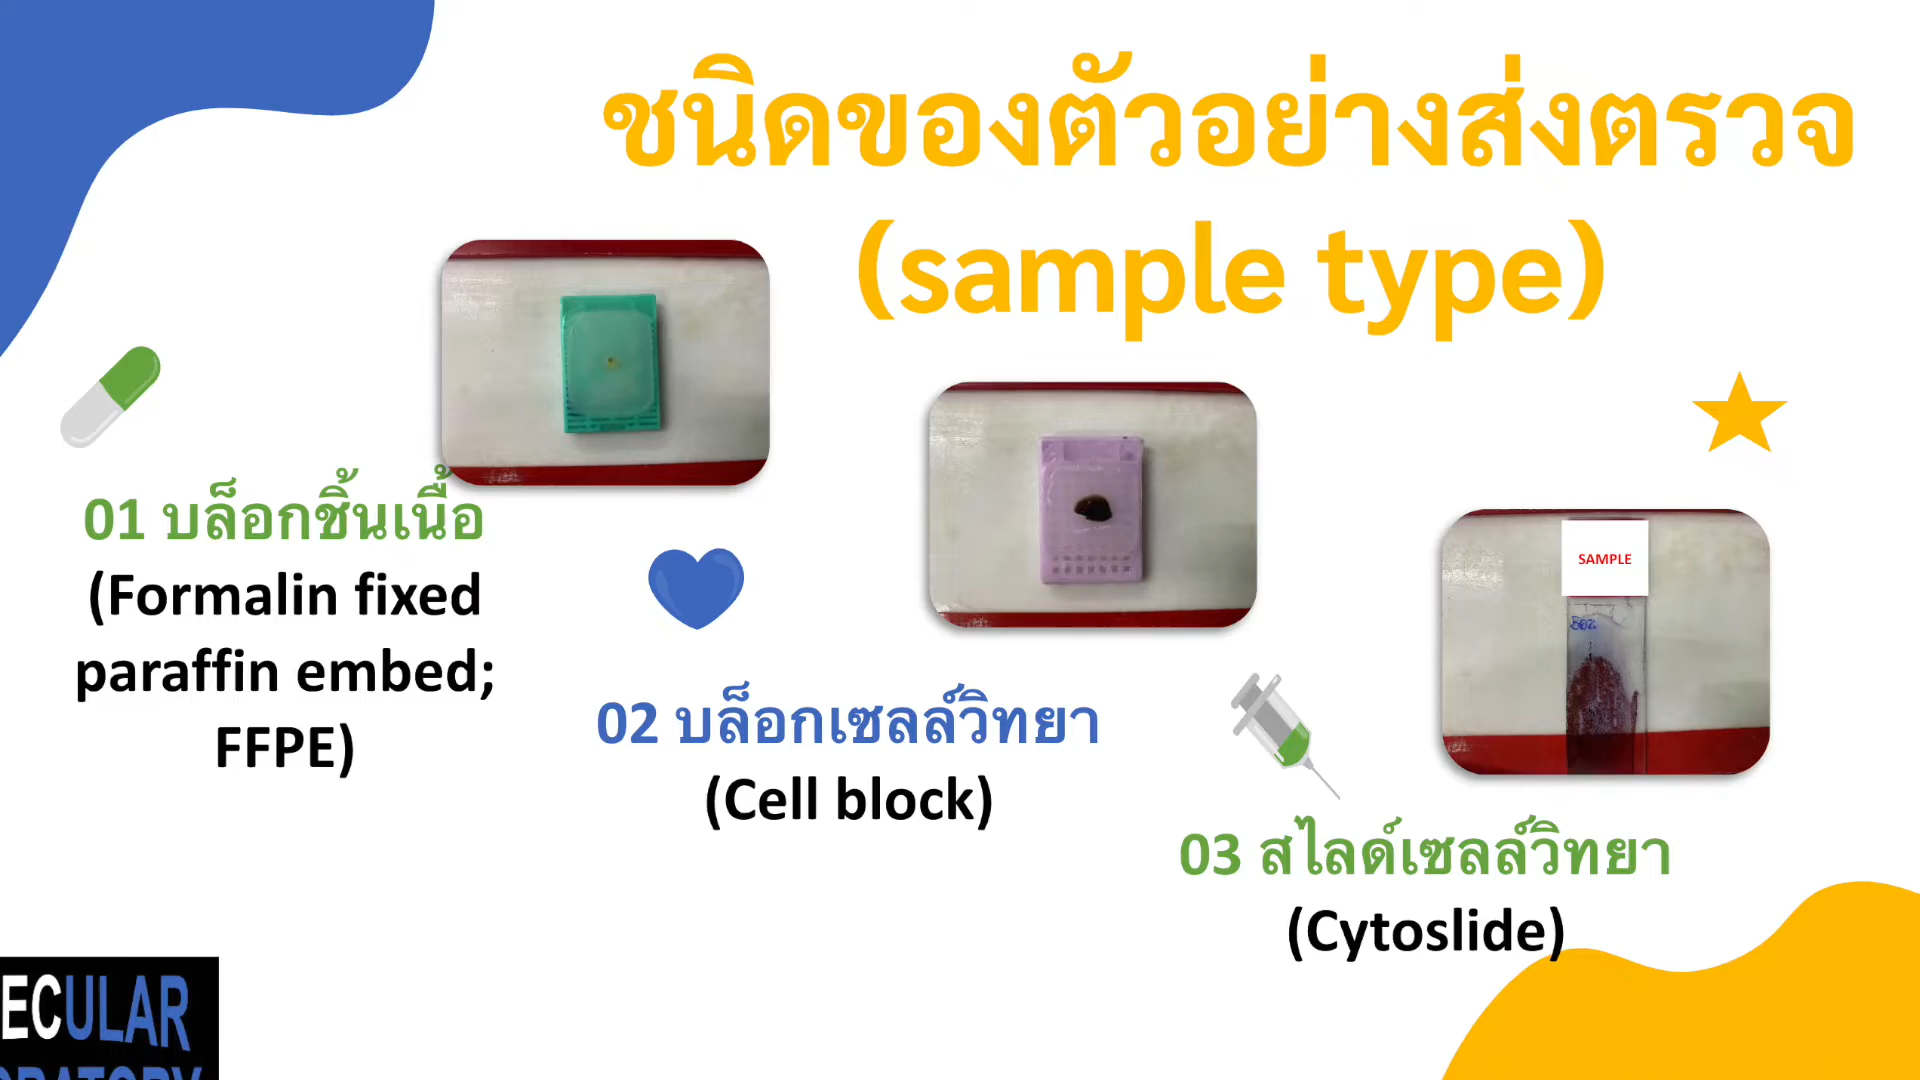 ชนิดของตัวอย่างส่งตรวจ
(sample type)
01 บล็อกชิ้นเนื้อ
(Formalin fixed
paraffin embed;
FFPE)
02 บล็อกเซลล์วิทยา
(Cell block)
SAMPLE
03 สไลด์เซลล์วิทยา
(Cytoslide)
ECULAR
ORATORY